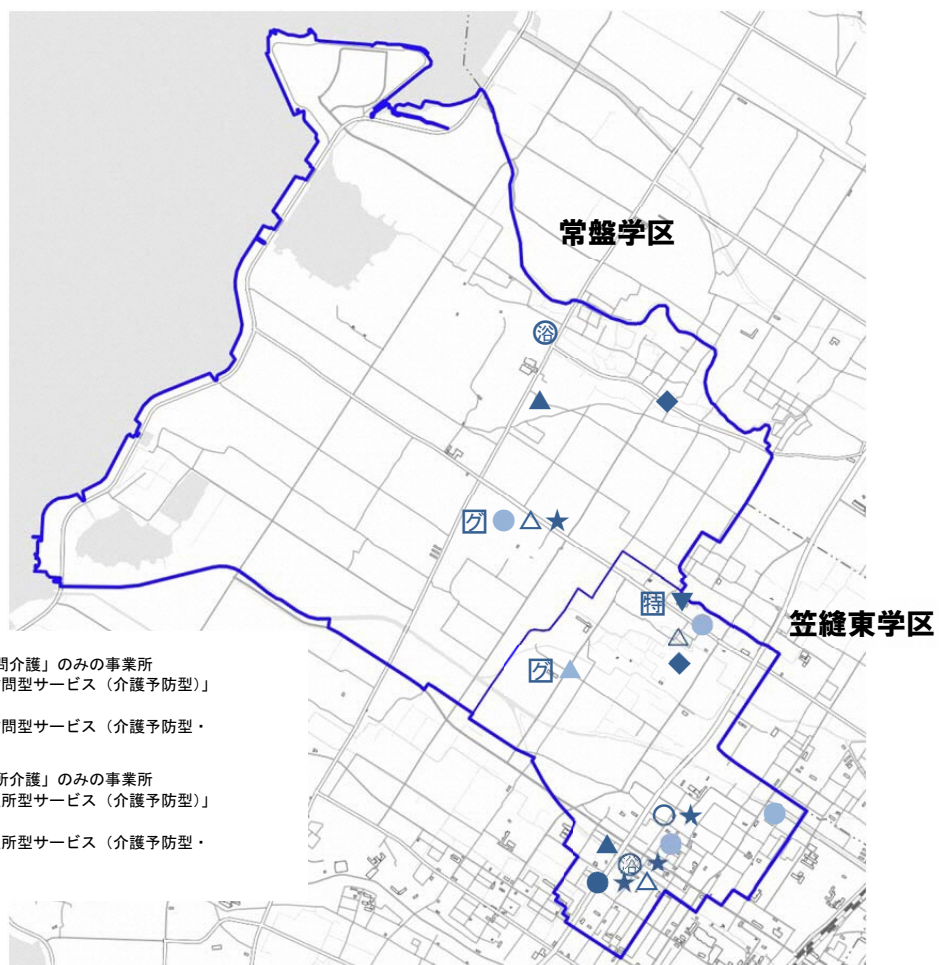 常盤学区
浴
グ
特
笠縫東学区
グ
問介護」のみの事業所
問型サービス（介護予防型）」
問型サービス（介護予防型・
所介護」のみの事業所
所型サービス（介護予防型）」
所型サービス（介護予防型・
浴